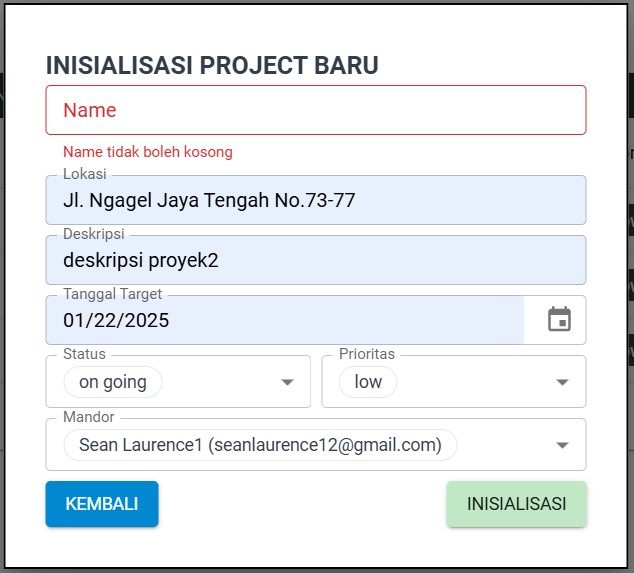 INISIALISASI PROJECT BARU
Name
Name tidak boleh kosong
Lokasi
Jl. Ngagel Jaya Tengah No.73-77
Deskripsi
deskripsi proyek2
Tanggal Target
01/22/2025
Status
Prioritas
on going
low
Mandor
Sean Laurence1 (seanlaurence12@gmail.com)
KEMBALI
INISIALISASI